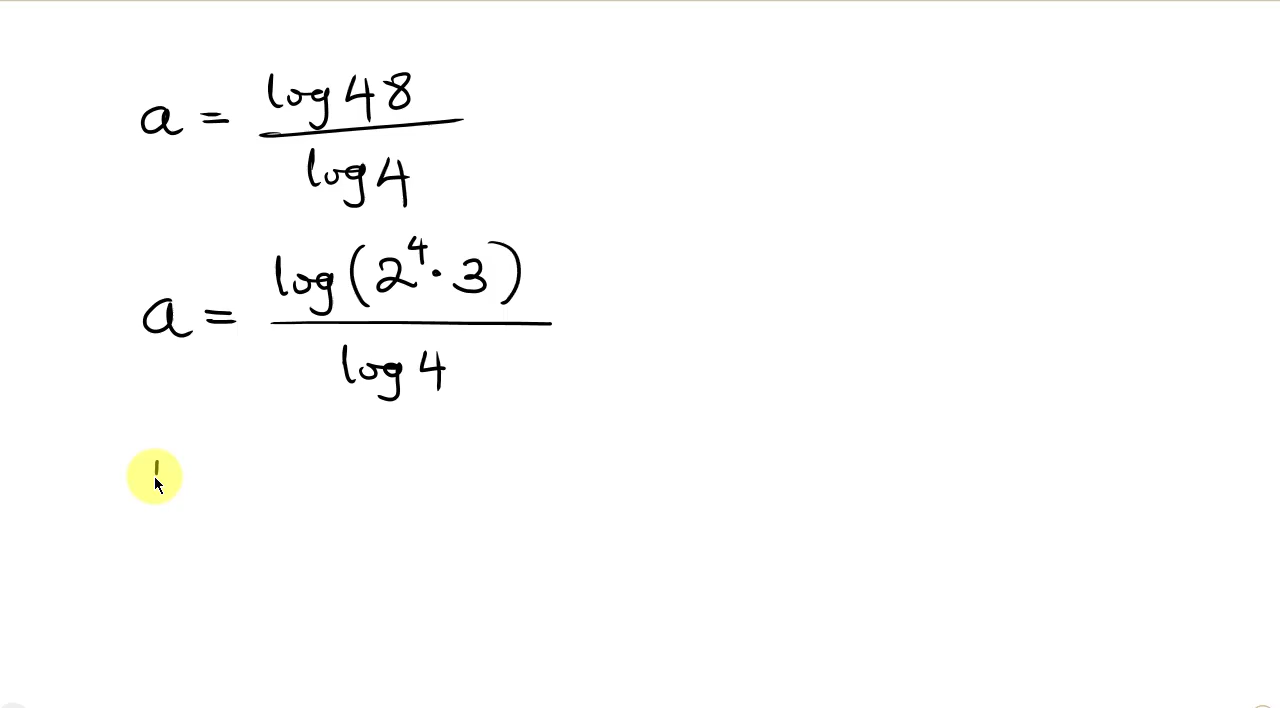 a = log 48 / log 4
a = log(2⁴ · 3) / log 4